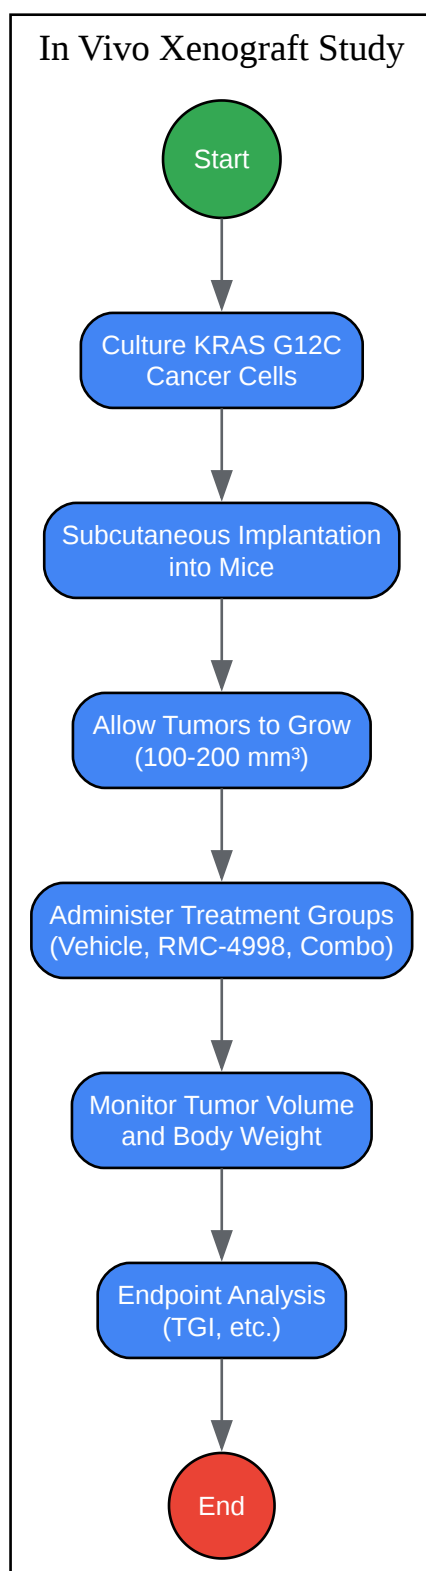 In Vivo Xenograft Study
Start
Culture KRAS G12C
Cancer Cells
Subcutaneous Implantation
into Mice
Allow Tumors to Grow
(100-200 mm³)
Administer Treatment Groups
(Vehicle, RMC-4998, Combo)
Monitor Tumor Volume
and Body Weight
Endpoint Analysis
(TGI, etc.)
End